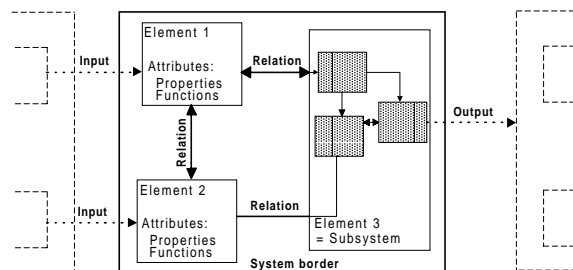 Element 1
Attributes:
Properties
Functions
Input
Relation
Relation
Output
Element 2
Attributes:
Properties
Functions
Input
Relation
Element 3
= Subsystem
System border